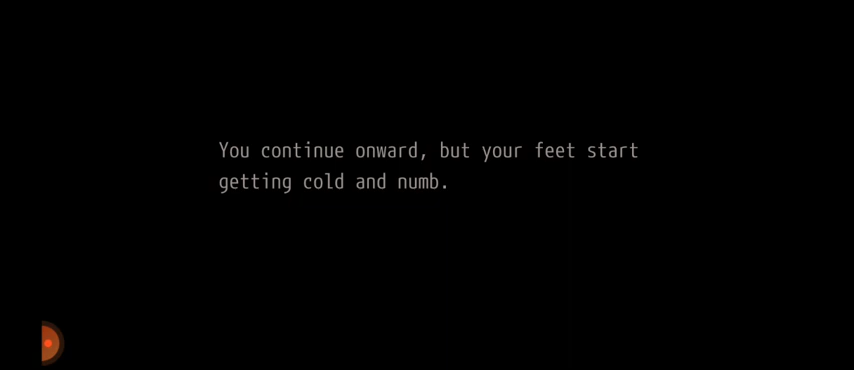 You continue onward, but your feet start
getting cold and numb.